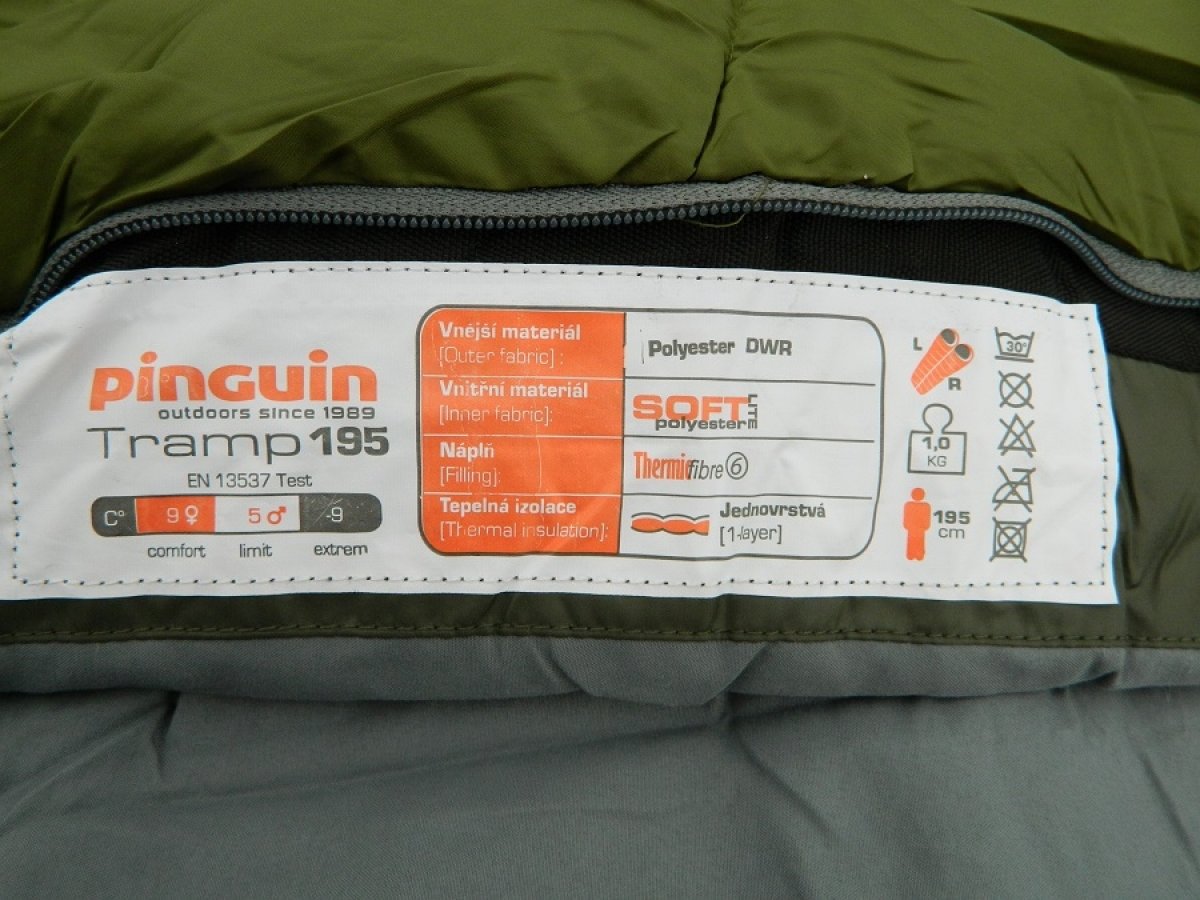 pinguin
outdoors since 1989
Tramp 195
EN 13537 Test
C° 9♀ 5♂ -9
comfort limit extrem
Vnější materiál
[Outer fabric]:
Polyester DWR
Vnitřní materiál
[Inner fabric]:
SOFT
polyester
Náplň
[Filling]:
Thermicfibre 6
Tepelná izolace
[Thermal insulation]:
Jednovrstvá
[1-layer]
L
R
1,0
KG
195
cm
30°